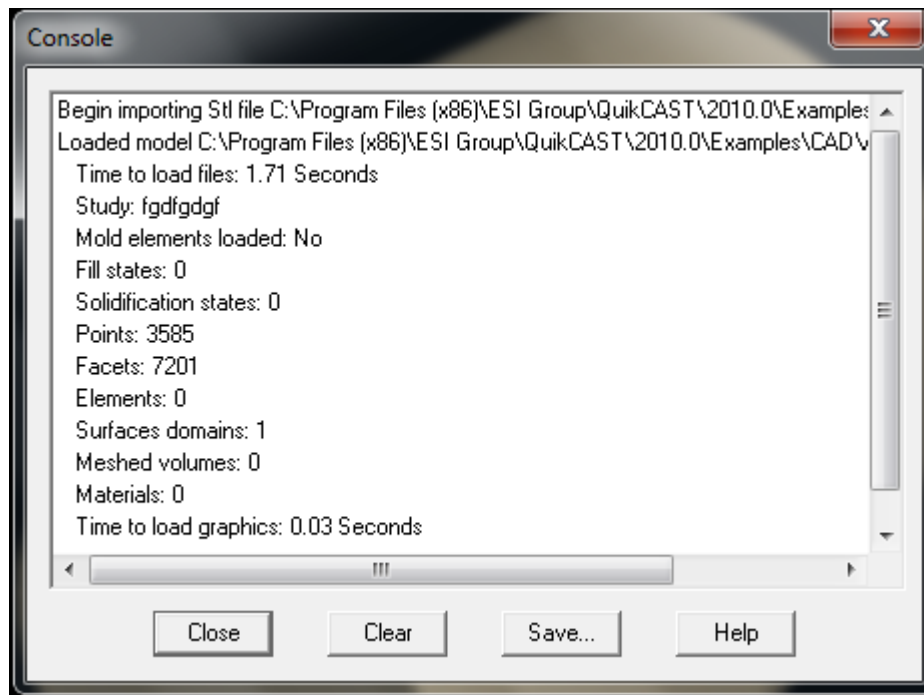 Console
Begin importing Stl file C:\Program Files (x86)\ESI Group\QuikCAST\2010.0\Examples
Loaded model C:\Program Files (x86)\ESI Group\QuikCAST\2010.0\Examples\CAD\v
Time to load files: 1.71 Seconds
Study: fgdfgdgf
Mold elements loaded: No
Fill states: 0
Solidification states: 0
Points: 3585
Facets: 7201
Elements: 0
Surfaces domains: 1
Meshed volumes: 0
Materials: 0
Time to load graphics: 0.03 Seconds
Close Clear Save... Help